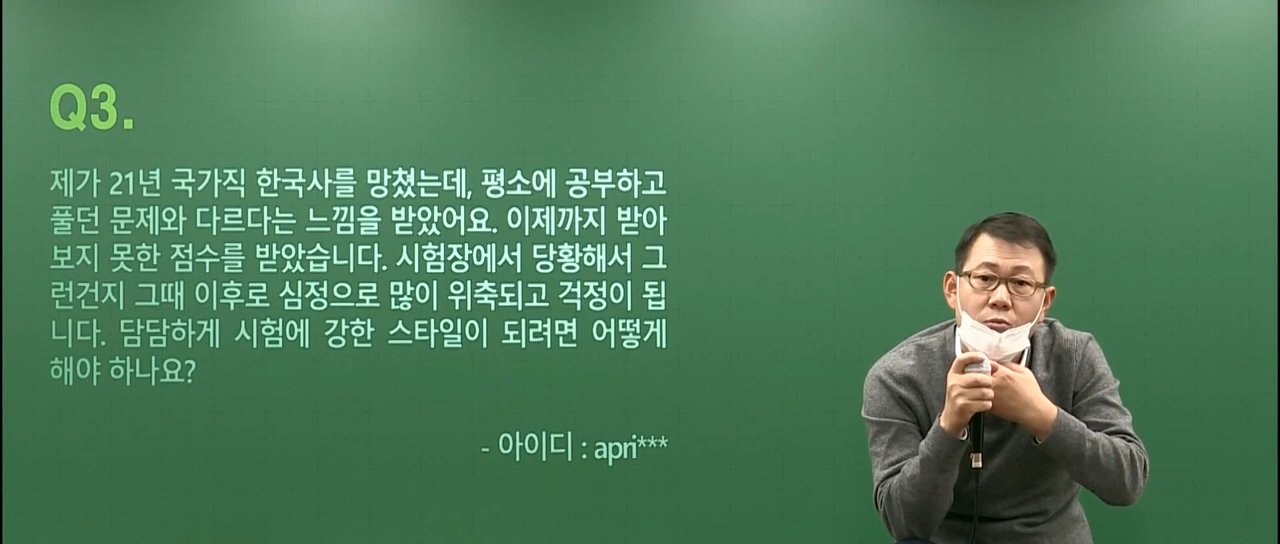 Q3.
제가 21년 국가직 한국사를 망쳤는데, 평소에 공부하고
풀던 문제와 다르다는 느낌을 받았어요. 이제까지 받아
보지 못한 점수를 받았습니다. 시험장에서 당황해서 그
런건지 그때 이후로 심정으로 많이 위축되고 걱정이 됩
니다. 담담하게 시험에 강한 스타일이 되려면 어떻게
해야 하나요?
- 아이디 : apri***